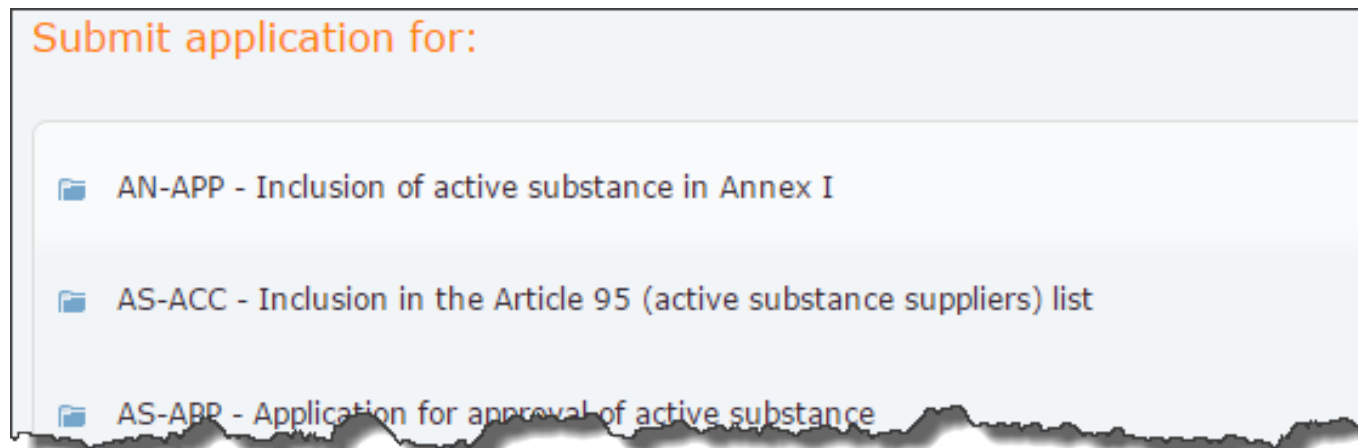 Submit application for:
AN-APP - Inclusion of active substance in Annex I
AS-ACC - Inclusion in the Article 95 (active substance suppliers) list
AS-APP - Application for approval of active substance